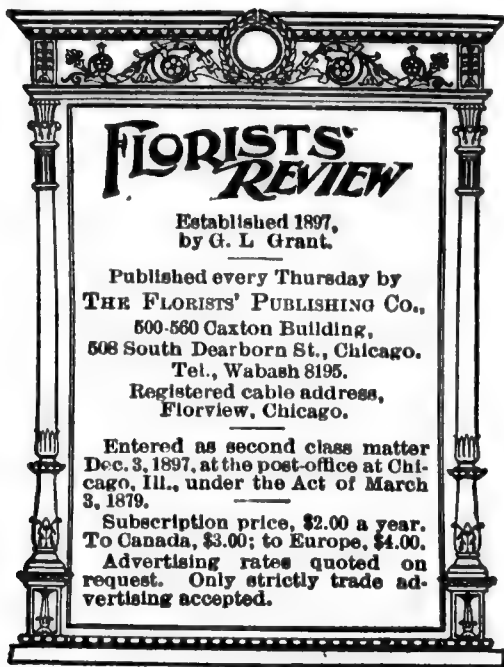 FLORISTS'
REVIEW
Established 1897,
by G. L Grant.
Published every Thursday by
THE FLORISTS' PUBLISHING CO.,
500-560 Caxton Building,
508 South Dearborn St., Chicago.
Tel., Wabash 8195.
Registered cable address,
Florview, Chicago.
Entered as second class matter
Dec. 3, 1897, at the post-office at Chi-
cago, Ill., under the Act of March
3, 1879.
Subscription price, $2.00 a year.
To Canada, $3.00; to Europe, $4.00.
Advertising rates quoted on
request. Only strictly trade ad-
vertising accepted.